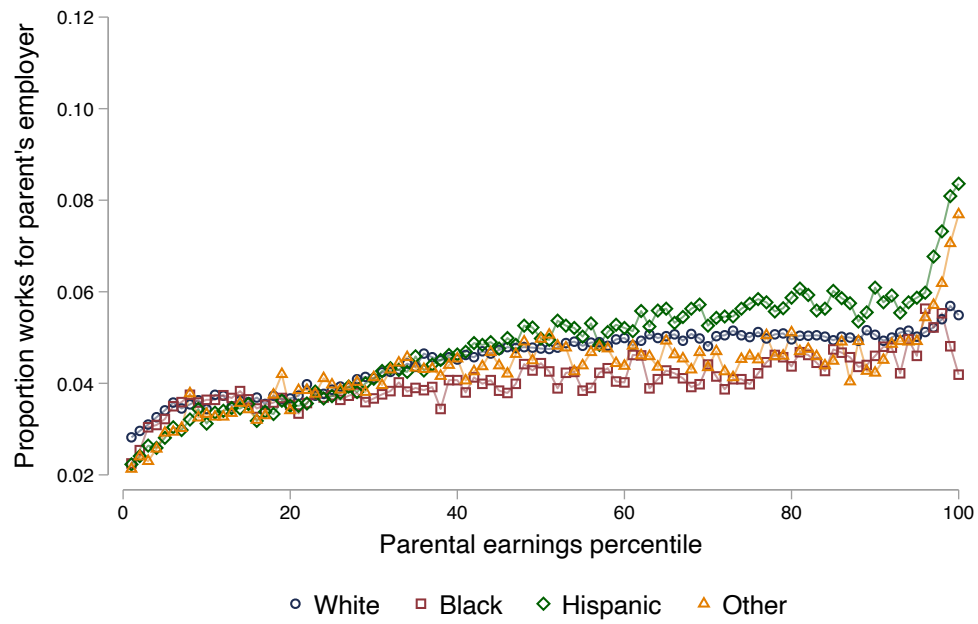 Proportion works for parent's employer
0.12
0.10
0.08
0.06
0.04
0.02
0 20 40 60 80 100
Parental earnings percentile
White Black Hispanic Other